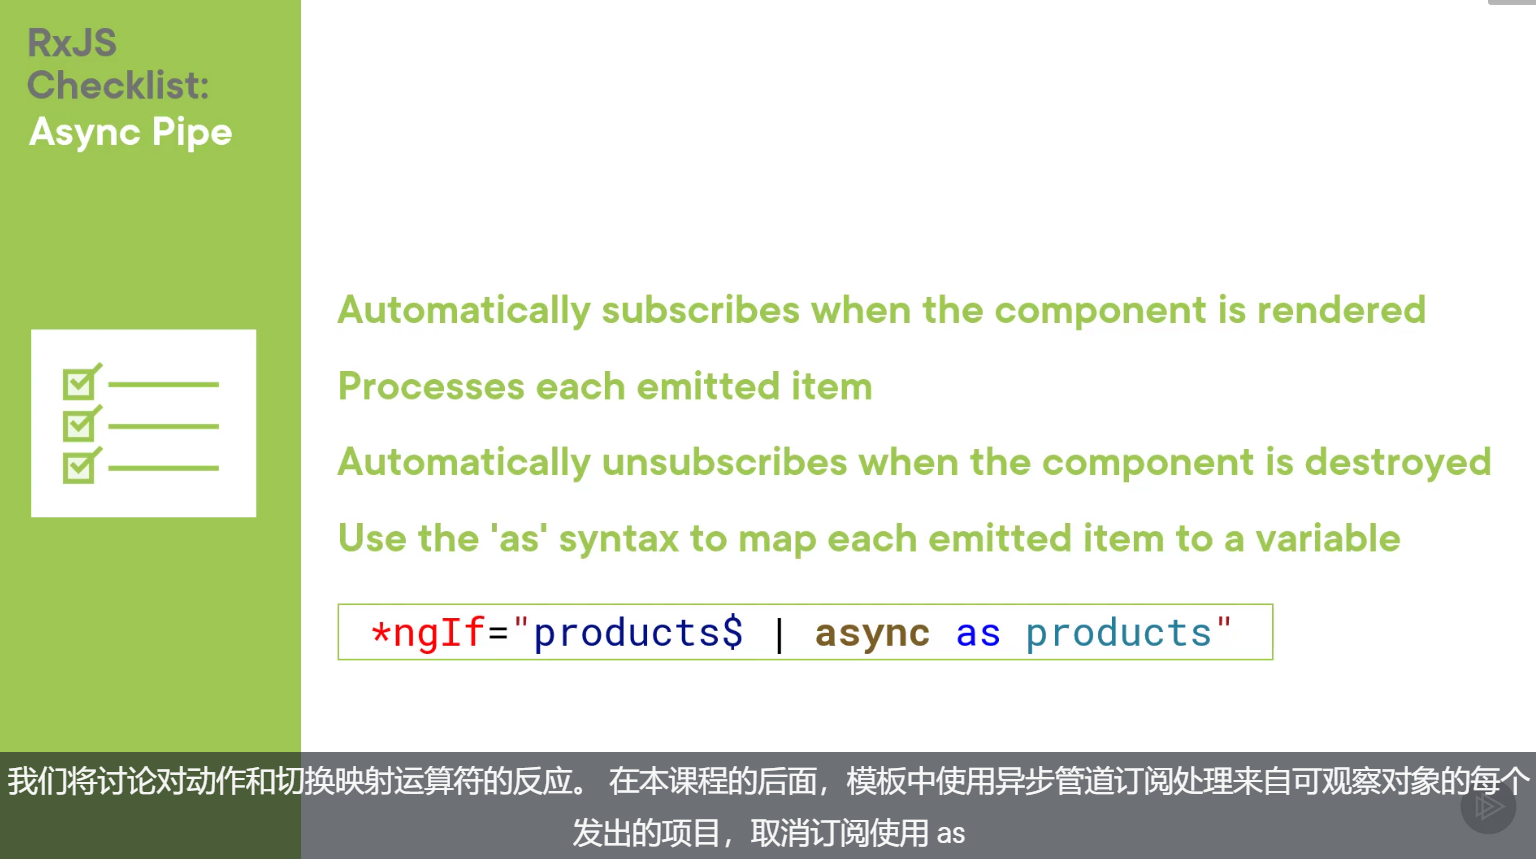 RxJS
Checklist:
Async Pipe
Automatically subscribes when the component is rendered
Processes each emitted item
Automatically unsubscribes when the component is destroyed
Use the 'as' syntax to map each emitted item to a variable
*ngIf="products$ | async as products"
我们将讨论对动作和切换映射运算符的反应。 在本课程的后面，模板中使用异步管道订阅处理来自可观察对象的每个
发出的项目，取消订阅使用 as